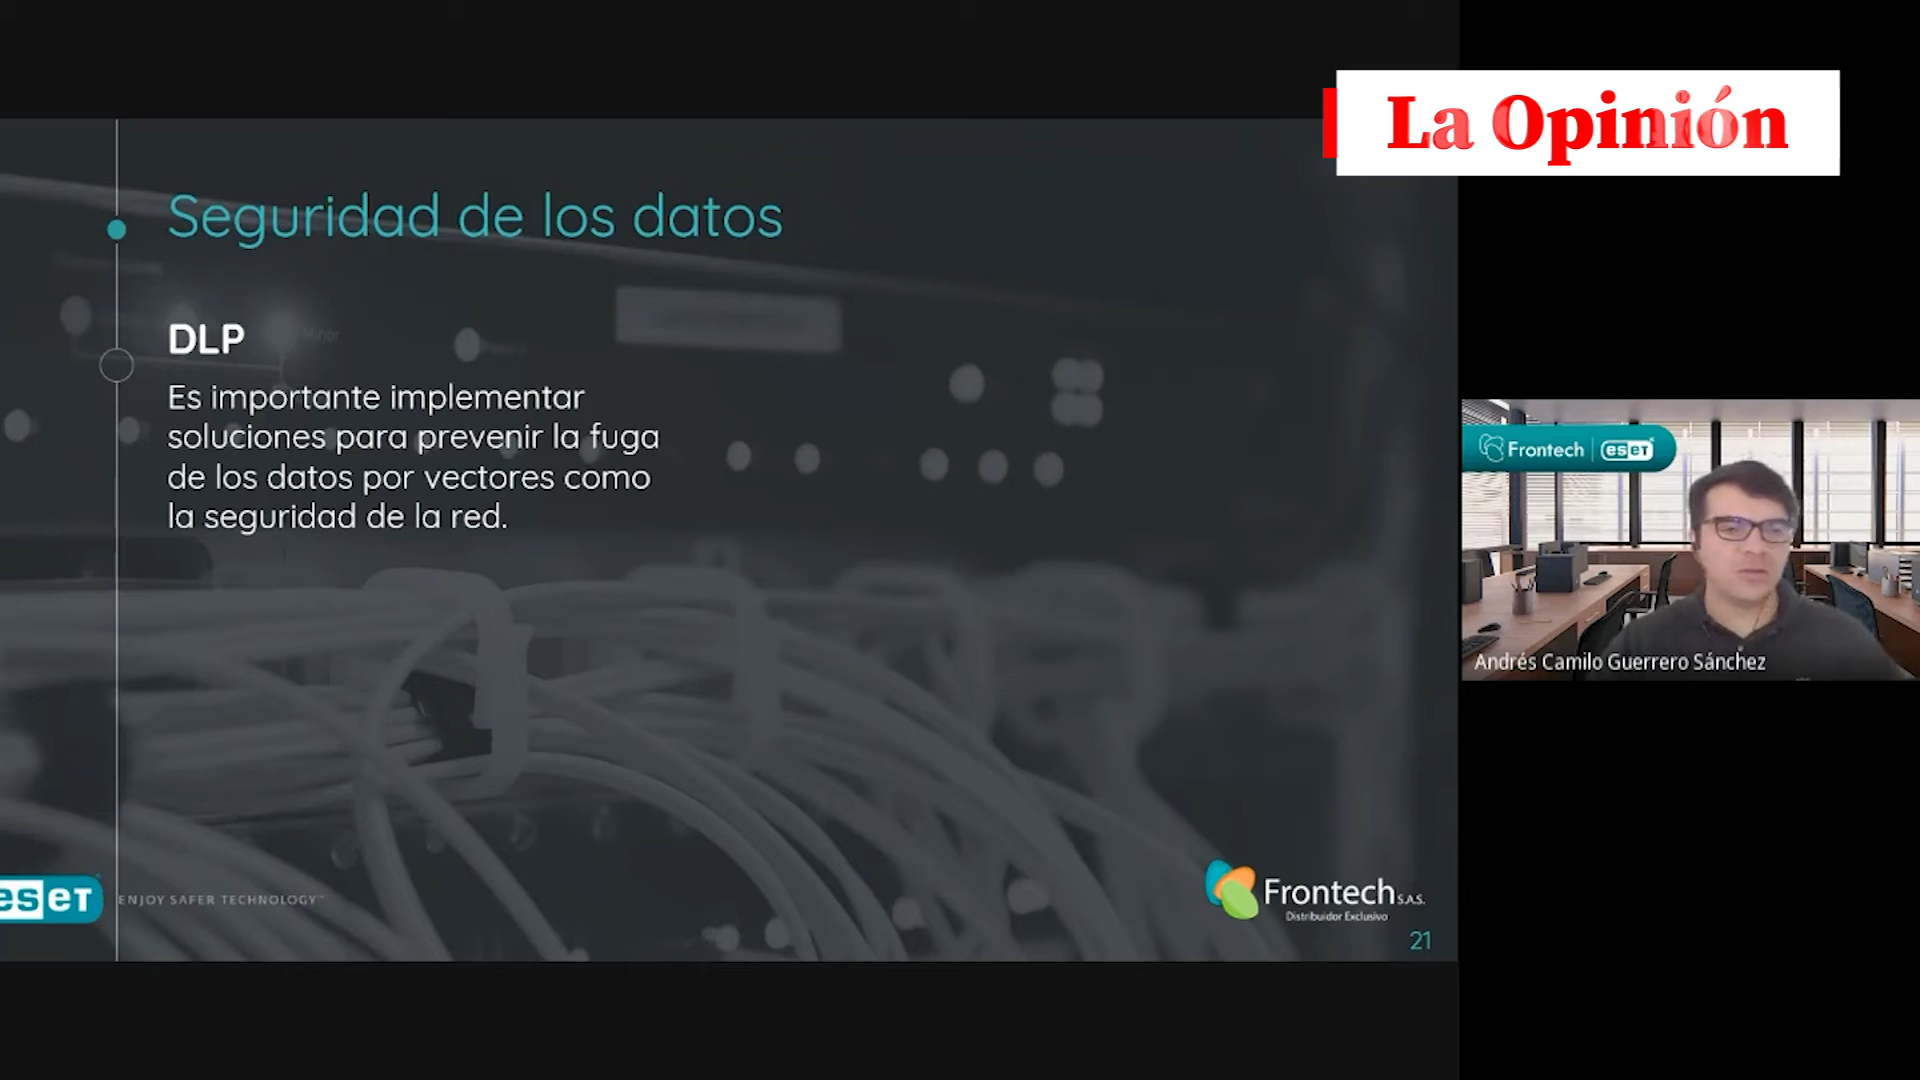 La Opinión
Seguridad de los datos
DLP
Es importante implementar
soluciones para prevenir la fuga
de los datos por vectores como
la seguridad de la red.
Frontech eseT
Andrés Camilo Guerrero Sánchez
eseT
ENJOY SAFER TECHNOLOGY™
Frontech S.A.S.
Distribuidor Exclusivo
21